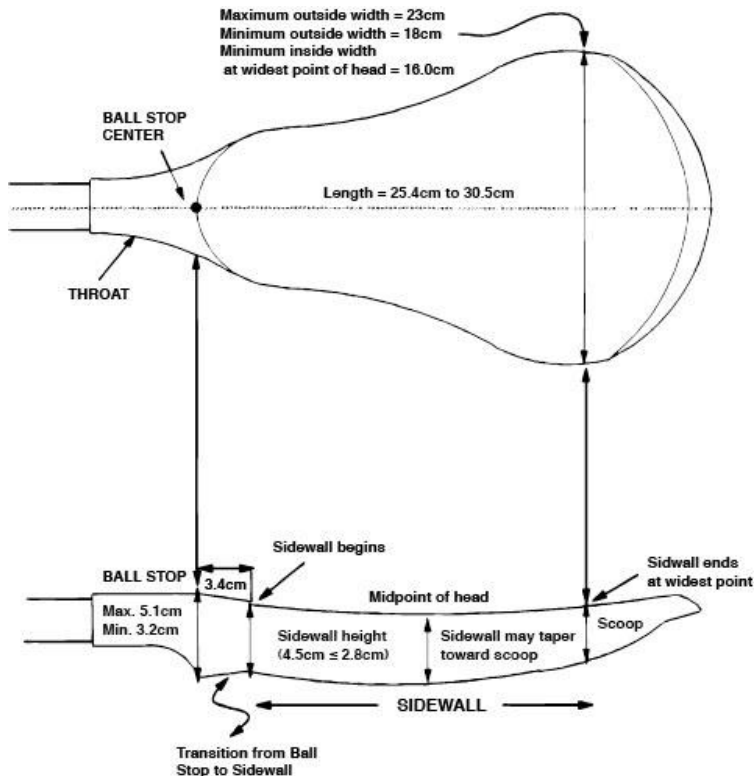 Maximum outside width = 23cm
Minimum outside width = 18cm
Minimum inside width
at widest point of head = 16.0cm
BALL STOP
CENTER
Length = 25.4cm to 30.5cm
THROAT
Sidewall begins
BALL STOP
3.4cm
Midpoint of head
Sidwall ends
at widest point
Max. 5.1cm
Min. 3.2cm
Sidewall height
(4.5cm ≤ 2.8cm)
Sidewall may taper
toward scoop
Scoop
SIDEWALL
Transition from Ball
Stop to Sidewall